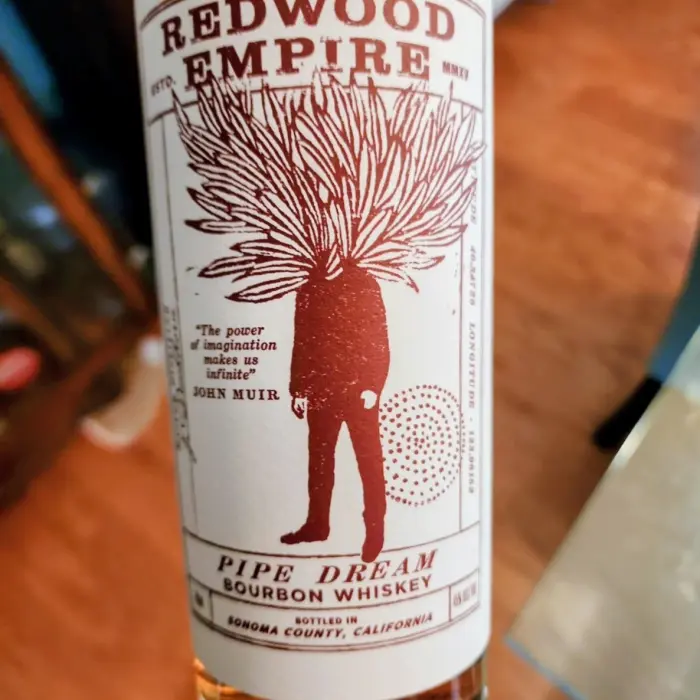 REDWOOD
EMPIRE
ESTD.
MMXV
"The power
of imagination
makes us
infinite"
JOHN MUIR
LONGITUDE
PIPE DREAM
BOURBON WHISKEY
BOTTLED IN
SONOMA COUNTY, CALIFORNIA